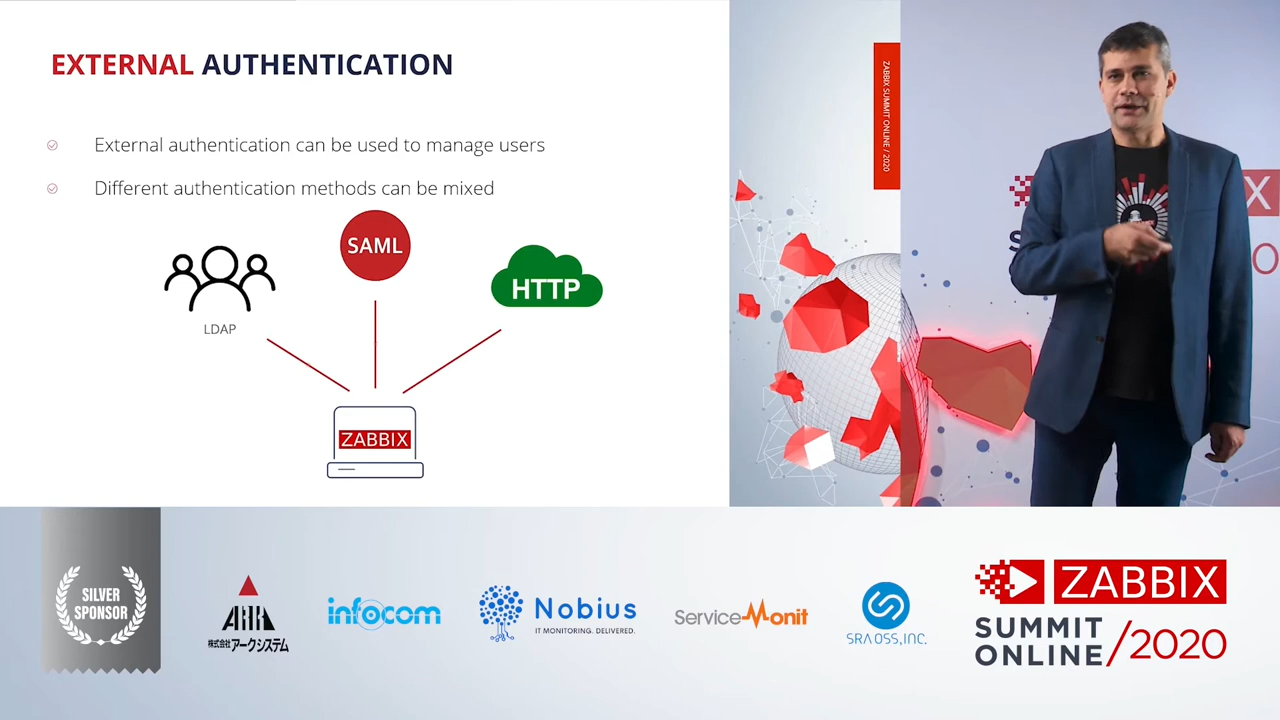 EXTERNAL AUTHENTICATION
External authentication can be used to manage users
Different authentication methods can be mixed
SAML
HTTP
LDAP
ZABBIX
ZABBIX SUMMIT ONLINE / 2020
X
S
O
SILVER
SPONSOR
ARK
株式会社アークシステム
infocom
Nobius
IT MONITORING. DELIVERED.
ServiceMonit
SRA OSS, INC.
ZABBIX
SUMMIT
ONLINE/2020